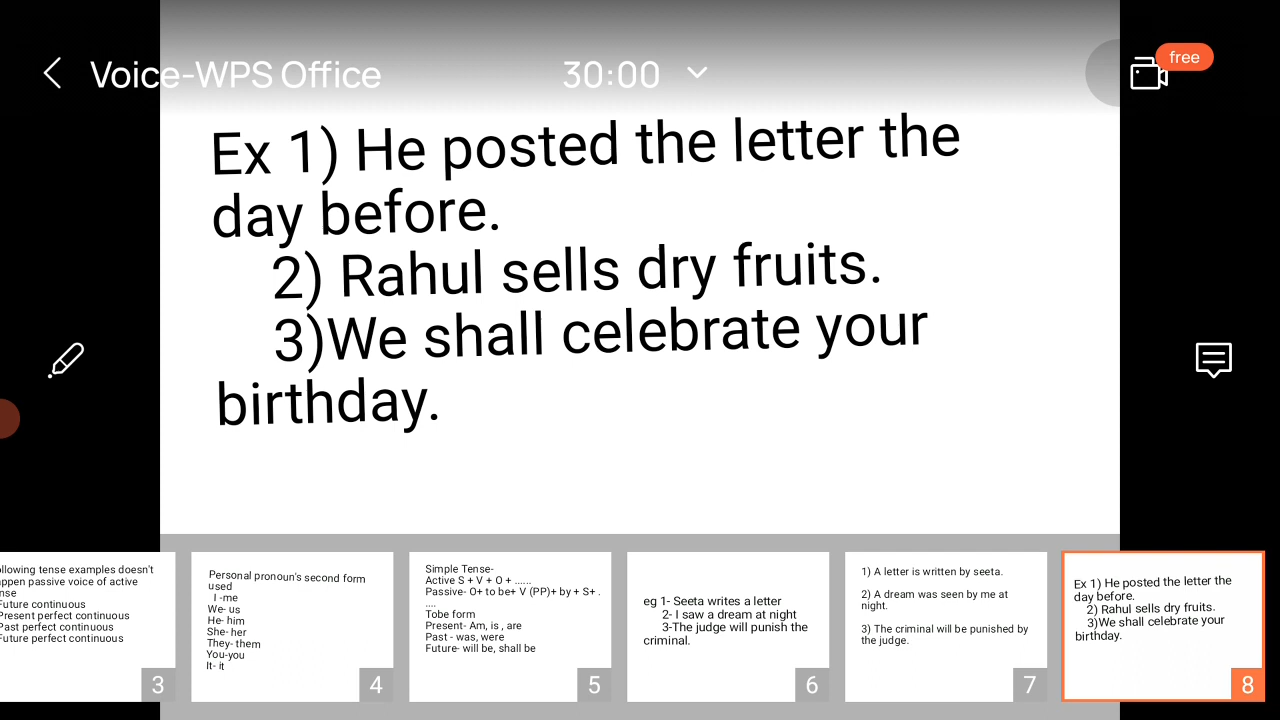 Voice-WPS Office
30:00
free
Ex 1) He posted the letter the
day before.
2) Rahul sells dry fruits.
3)We shall celebrate your
birthday.
llowing tense examples doesn't
appen passive voice of active
nse
Future continuous
Present perfect continuous
Past perfect continuous
Future perfect continuous
3
Personal pronoun's second form
used
I -me
We- us
He- him
She- her
They- them
You-you
It- it
4
Simple Tense-
Active S + V + O + ......
Passive- O+ to be+ V (PP)+ by + S+ .
....
Tobe form
Present- Am, is , are
Past - was, were
Future- will be, shall be
5
eg 1- Seeta writes a letter
2- I saw a dream at night
3-The judge will punish the
criminal.
6
1) A letter is written by seeta.
2) A dream was seen by me at
night.
3) The criminal will be punished by
the judge.
7
Ex 1) He posted the letter the
day before.
2) Rahul sells dry fruits.
3)We shall celebrate your
birthday.
8